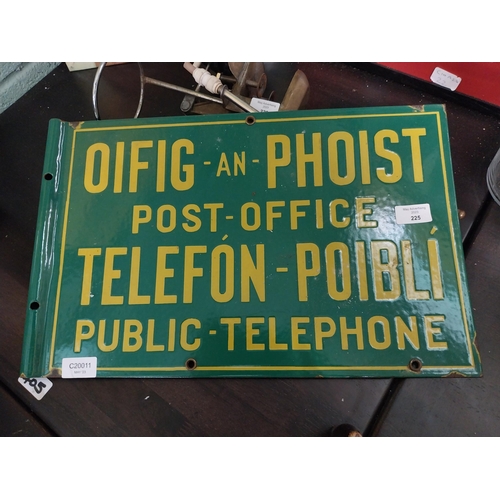 OIFIG-AN-PHOIST
POST-OFFICE
TELEFÓN-POIBLÍ
PUBLIC-TELEPHONE
225
C20011